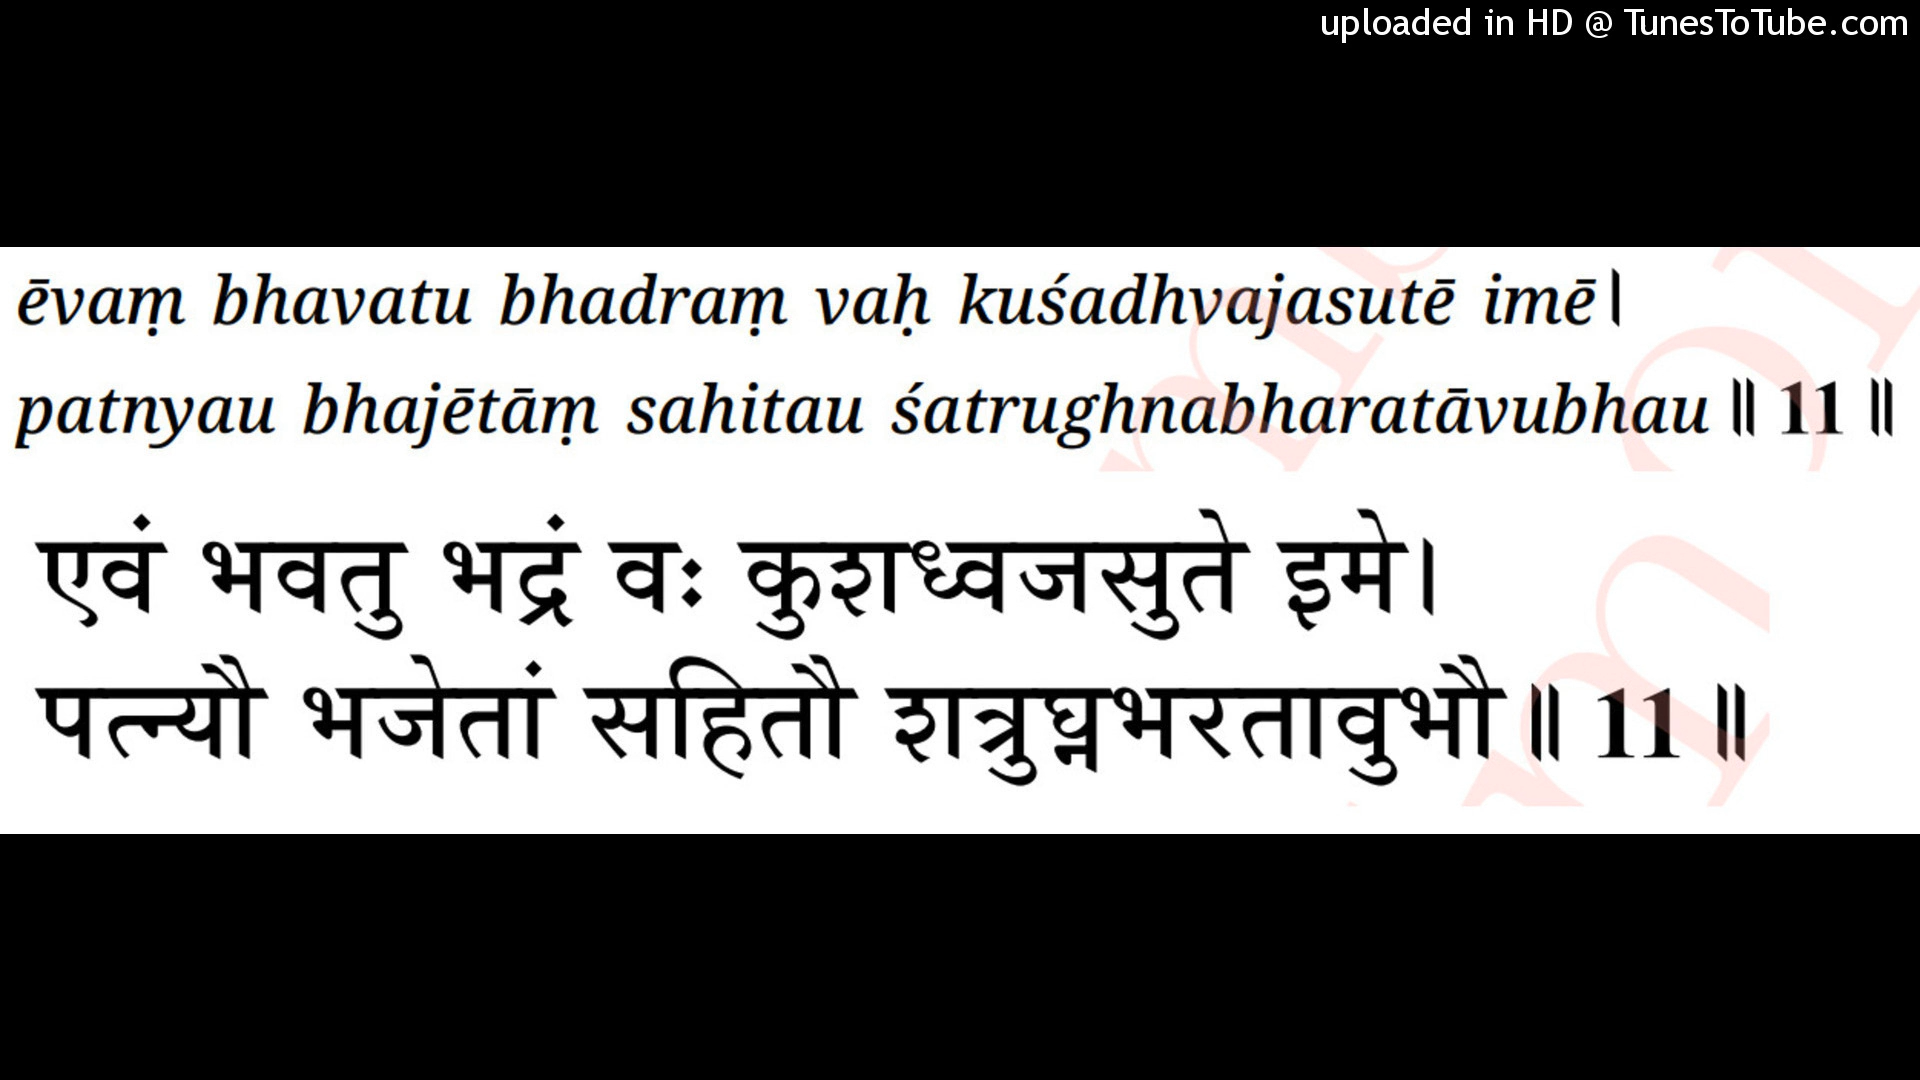 uploaded in HD @ TunesToTube.com
ēvaṃ bhavatu bhadraṃ vaḥ kuśadhvajasutē imē।
patnyau bhajētāṃ sahitau śatrughnabharatāvubhau ॥ 11 ॥
एवं भवतु भद्रं वः कुशध्वजसुते इमे।
पत्न्यौ भजेतां सहितौ शत्रुघ्नभरतावुभौ ॥ 11 ॥